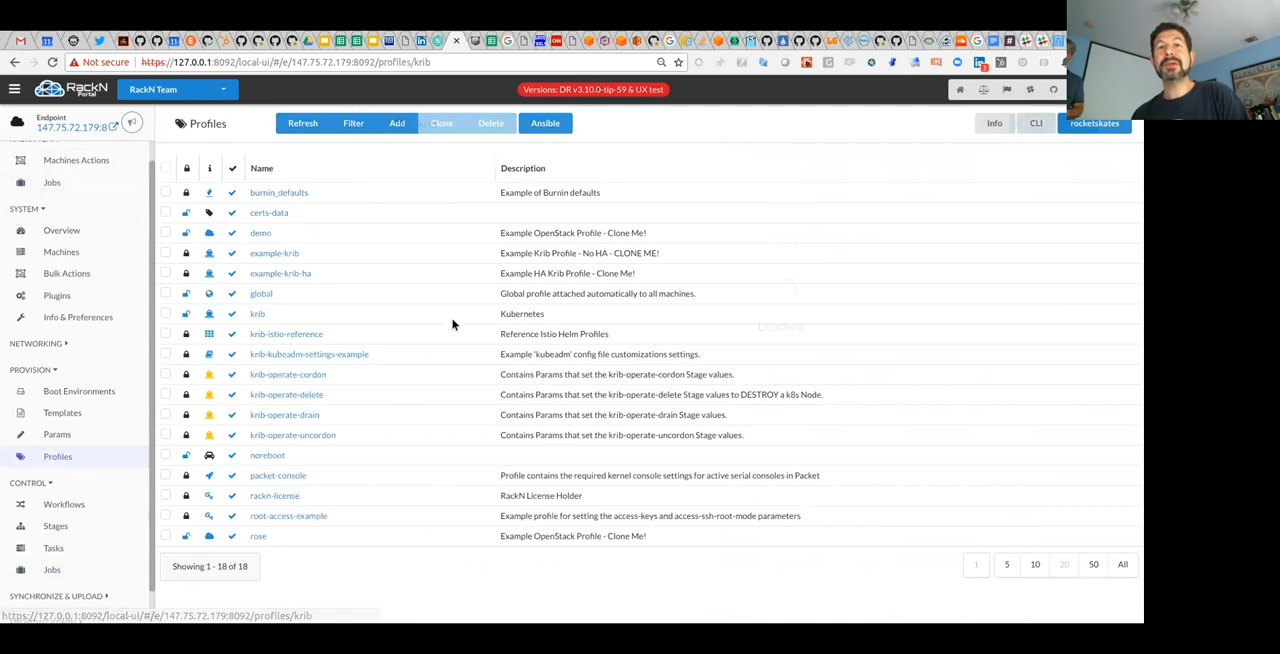 Not secure | https://127.0.0.1:8092/local-ui/#/e/147.75.72.179:8092/profiles/krib
RackN Portal
RackN Team
Versions: DR v3.10.0-tip-59 & UX test
Endpoint
147.75.72.179:8
Profiles
Refresh
Filter
Add
Clone
Delete
Ansible
Info
CLI
rocketskates
Machines Actions
Jobs
SYSTEM
Overview
Machines
Bulk Actions
Plugins
Info & Preferences
NETWORKING
PROVISION
Boot Environments
Templates
Params
Profiles
CONTROL
Workflows
Stages
Tasks
Jobs
SYNCHRONIZE & UPLOAD
Name Description
burnin_defaults Example of Burnin defaults
certs-data
demo Example OpenStack Profile - Clone Me!
example-krib Example Krib Profile - No HA - CLONE ME!
example-krib-ha Example HA Krib Profile - Clone Me!
global Global profile attached automatically to all machines.
krib Kubernetes
krib-istio-reference Reference Istio Helm Profiles
krib-kubeadm-settings-example Example 'kubeadm' config file customizations settings.
krib-operate-cordon Contains Params that set the krib-operate-cordon Stage values.
krib-operate-delete Contains Params that set the krib-operate-delete Stage values to DESTROY a k8s Node.
krib-operate-drain Contains Params that set the krib-operate-drain Stage values.
krib-operate-uncordon Contains Params that set the krib-operate-uncordon Stage values.
noreboot
packet-console Profile contains the required kernel console settings for active serial consoles in Packet
rackn-license RackN License Holder
root-access-example Example profile for setting the access-keys and access-ssh-root-mode parameters
rose Example OpenStack Profile - Clone Me!
Loading
Showing 1 - 18 of 18
1
5
10
20
50
All
https://127.0.0.1:8092/local-ui/#/e/147.75.72.179:8092/profiles/krib